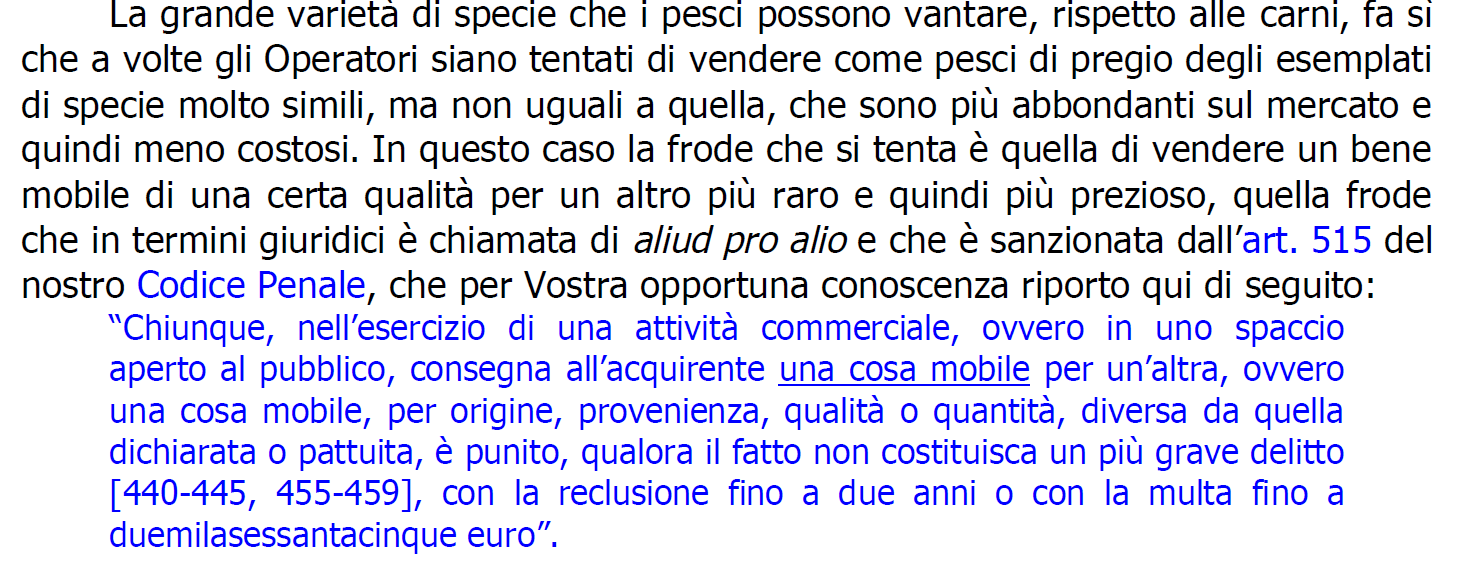 La grande varietà di specie che i pesci possono vantare, rispetto alle carni, fa sì
che a volte gli Operatori siano tentati di vendere come pesci di pregio degli esemplati
di specie molto simili, ma non uguali a quella, che sono più abbondanti sul mercato e
quindi meno costosi. In questo caso la frode che si tenta è quella di vendere un bene
mobile di una certa qualità per un altro più raro e quindi più prezioso, quella frode
che in termini giuridici è chiamata di aliud pro alio e che è sanzionata dall’art. 515 del
nostro Codice Penale, che per Vostra opportuna conoscenza riporto qui di seguito:
“Chiunque, nell’esercizio di una attività commerciale, ovvero in uno spaccio
aperto al pubblico, consegna all’acquirente una cosa mobile per un’altra, ovvero
una cosa mobile, per origine, provenienza, qualità o quantità, diversa da quella
dichiarata o pattuita, è punito, qualora il fatto non costituisca un più grave delitto
[440-445, 455-459], con la reclusione fino a due anni o con la multa fino a
duemilasessantacinque euro”.